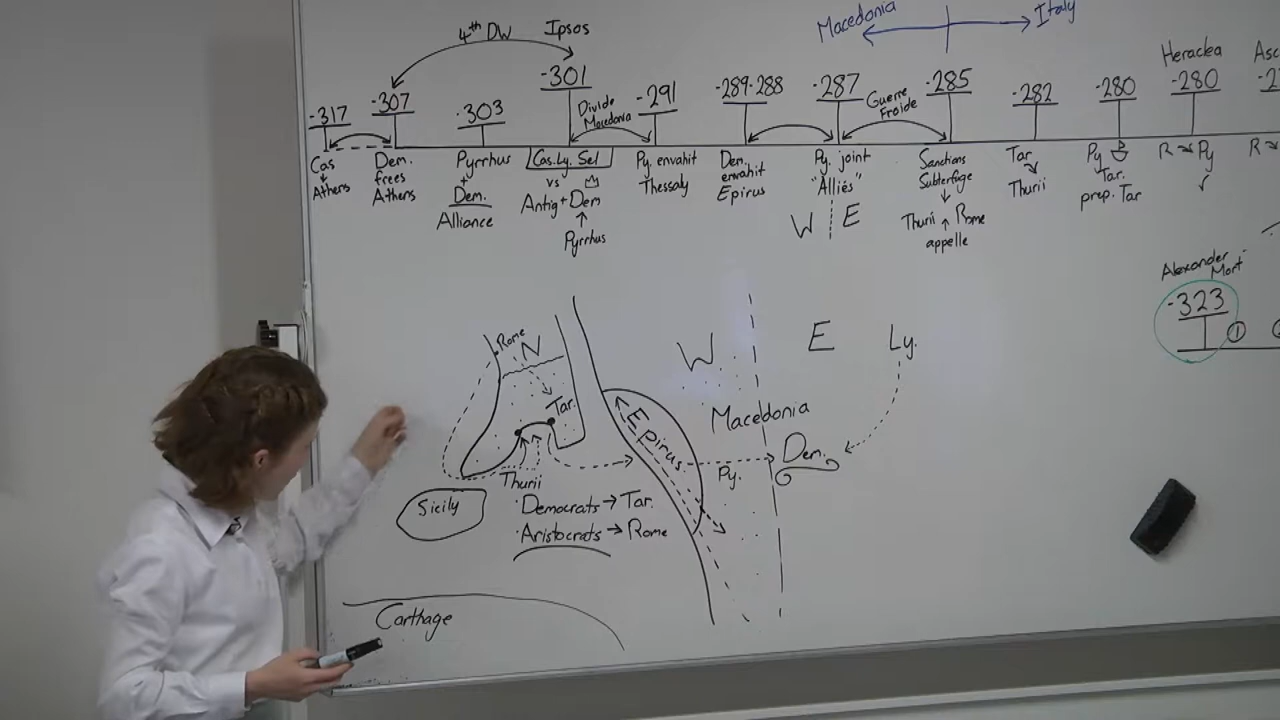 Macedonia
Italy
4th DW
Ipsos
Heraclea
-317
-307
-303
-301
Divide
Macedonia
-291
-289-288
-287
Guerre
Froide
-285
-282
-280
-280
Cas
Athens
Dem.
frees
Athens
Pyrrhus
+
Dem.
Alliance
Cas. Ly. Sel
vs
Antig + Dem
Pyrrhus
Py. envahit
Thessaly
Dem.
envahit
Epirus
Py. joint
"Alliés"
W E
Sanctions
Subterfuge
Thurii Rome
appelle
Tar
Thurii
Py
Tar.
prep. Tar
R Py
R
Alexander
Mort
-323
1
Rome
N
Tar.
Thurii
Sicily
· Democrats → Tar.
· Aristocrats → Rome
Carthage
Epirus
W
E
Ly.
Macedonia
Dem.
Py.